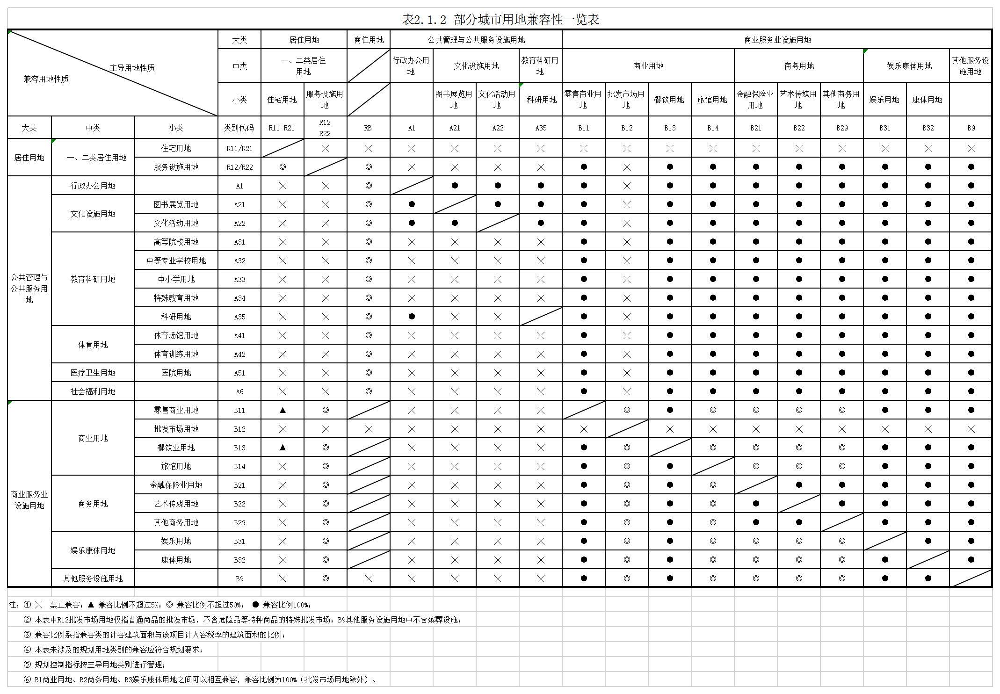 表2.1.2 部分城市用地兼容性一览表
主导用地性质
兼容用地性质
大类 居住用地 商住用地 公共管理与公共服务设施用地 商业服务业设施用地
中类 一、二类居住用地 行政办公用地 文化设施用地 教育科研用地 商业用地 商务用地 娱乐康体用地 其他服务设施用地
小类 住宅用地 服务设施用地 图书展览用地 文化活动用地 科研用地 零售商业用地 批发市场用地 餐饮用地 旅馆用地 金融保险业用地 艺术传媒用地 其他商务用地 娱乐用地 康体用地
大类 中类 小类 类别代码 R11 R21 R12 R22 RB A1 A21 A22 A35 B11 B12 B13 B14 B21 B22 B29 B31 B32 B9
居住用地 一、二类居住用地 住宅用地 R11/R21 × × × × × × × × × × × × × × × ×
服务设施用地 R12/R22 ◎ ◎ × × × × ● × ● ● ● ● ● ● ● ●
公共管理与公共服务用地 行政办公用地 A1 × × ◎ ● ● ● ● × ● ● ● ● ● ● ● ●
文化设施用地 图书展览用地 A21 × × ◎ ● ● ● ● × ● ● ● ● ● ● ● ●
文化活动用地 A22 × × ◎ ● ● ● ● × ● ● ● ● ● ● ● ●
教育科研用地 高等院校用地 A31 × × ◎ × × × × ● × ● ● ● ● ● ● ● ●
中等专业学校用地 A32 × × ◎ × × × × ● × ● ● ● ● ● ● ● ●
中小学用地 A33 × × ◎ × × × × ● × ● ● ● ● ● ● ● ●
特殊教育用地 A34 × × ◎ × × × × ● × ● ● ● ● ● ● ● ●
科研用地 A35 × × ◎ ● × × ● × ● ● ● ● ● ● ● ●
体育用地 体育场馆用地 A41 × × ◎ × × × × ● × ● ● ● ● ● ● ● ●
体育训练用地 A42 × × ◎ × × × × ● × ● ● ● ● ● ● ● ●
医疗卫生用地 医院用地 A51 × × ◎ × × × × ● × ● ● ● ● ● ● ● ●
社会福利用地 A6 × × ◎ × × × × ● × ● ● ● ● ● ● ● ●
商业服务业设施用地 商业用地 零售商业用地 B11 ▲ ◎ × × × × ◎ ● ◎ ◎ ◎ ◎ ● ● ●
批发市场用地 B12 × × × × × × × × × × × × × × × ×
餐饮业用地 B13 ▲ ◎ × × × × ● ◎ ◎ ◎ ◎ ◎ ● ● ●
旅馆用地 B14 × ◎ × × × × ● ◎ ● ◎ ◎ ◎ ● ● ●
商务用地 金融保险业用地 B21 × ◎ × × × × ● ◎ ● ◎ ● ● ● ● ●
艺术传媒用地 B22 × ◎ × × × × ● ◎ ● ◎ ● ● ● ● ●
其他商务用地 B29 × ◎ × × × × ● ◎ ● ◎ ● ● ● ● ●
娱乐康体用地 娱乐用地 B31 × ◎ × × × × ● ◎ ● ◎ ◎ ◎ ◎ ● ●
康体用地 B32 × ◎ × × × × ● ◎ ● ◎ ◎ ◎ ◎ ● ●
其他服务设施用地 B9 × ◎ × × × × × ● ◎ ● ◎ ◎ ◎ ◎ ● ●
注：① × 禁止兼容；▲ 兼容比例不超过5%；◎ 兼容比例不超过50%； ● 兼容比例100%；
② 本表中R12批发市场用地仅指普通商品的批发市场，不含危险品等特种商品的特殊批发市场；B9其他服务设施用地中不含殡葬设施；
③ 兼容比例系指兼容类的计容建筑面积与该项目计入容税率的建筑面积的比例；
④ 本表未涉及的规划用地类别的兼容应符合规划要求；
⑤ 规划控制指标按主导用地类别进行管理；
⑥ B1商业用地、B2商务用地、B3娱乐康体用地之间可以相互兼容，兼容比例为100%（批发市场用地除外）。